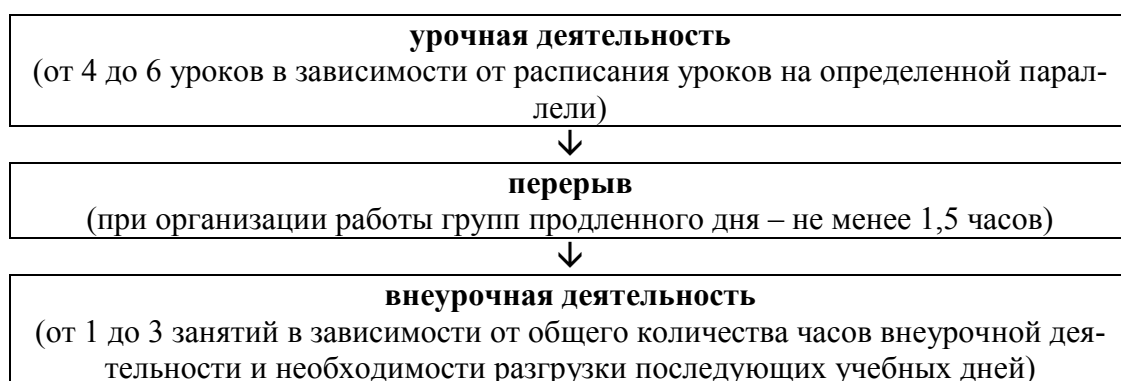 урочная деятельность
(от 4 до 6 уроков в зависимости от расписания уроков на определенной парал-
лели)
перерыв
(при организации работы групп продленного дня – не менее 1,5 часов)
внеурочная деятельность
(от 1 до 3 занятий в зависимости от общего количества часов внеурочной дея-
тельности и необходимости разгрузки последующих учебных дней)